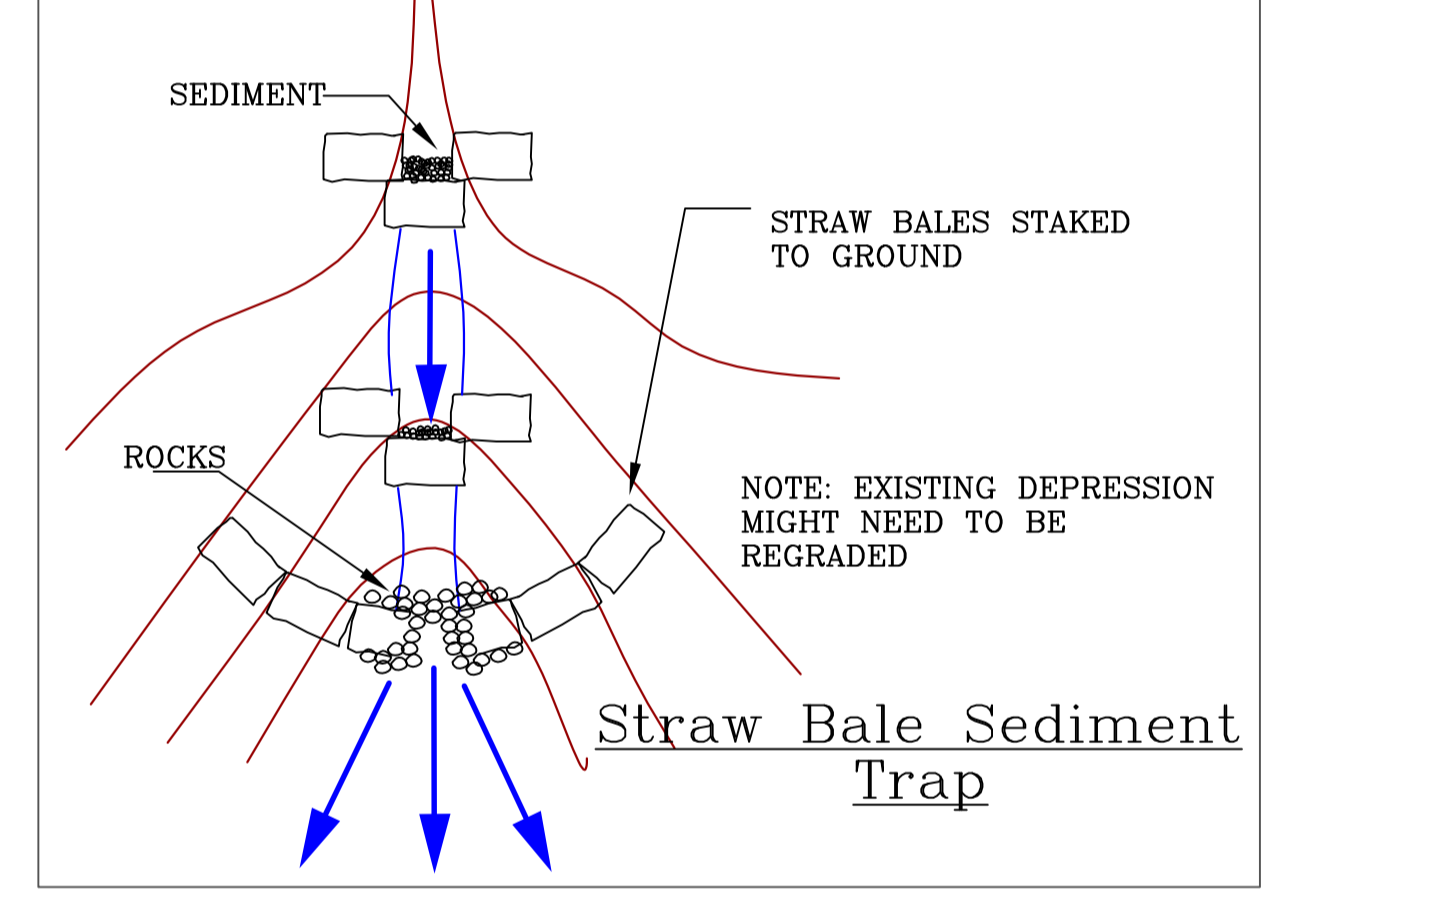 SEDIMENT
STRAW BALES STAKED
TO GROUND
ROCKS
NOTE: EXISTING DEPRESSION
MIGHT NEED TO BE
REGRADED
Straw Bale Sediment
Trap